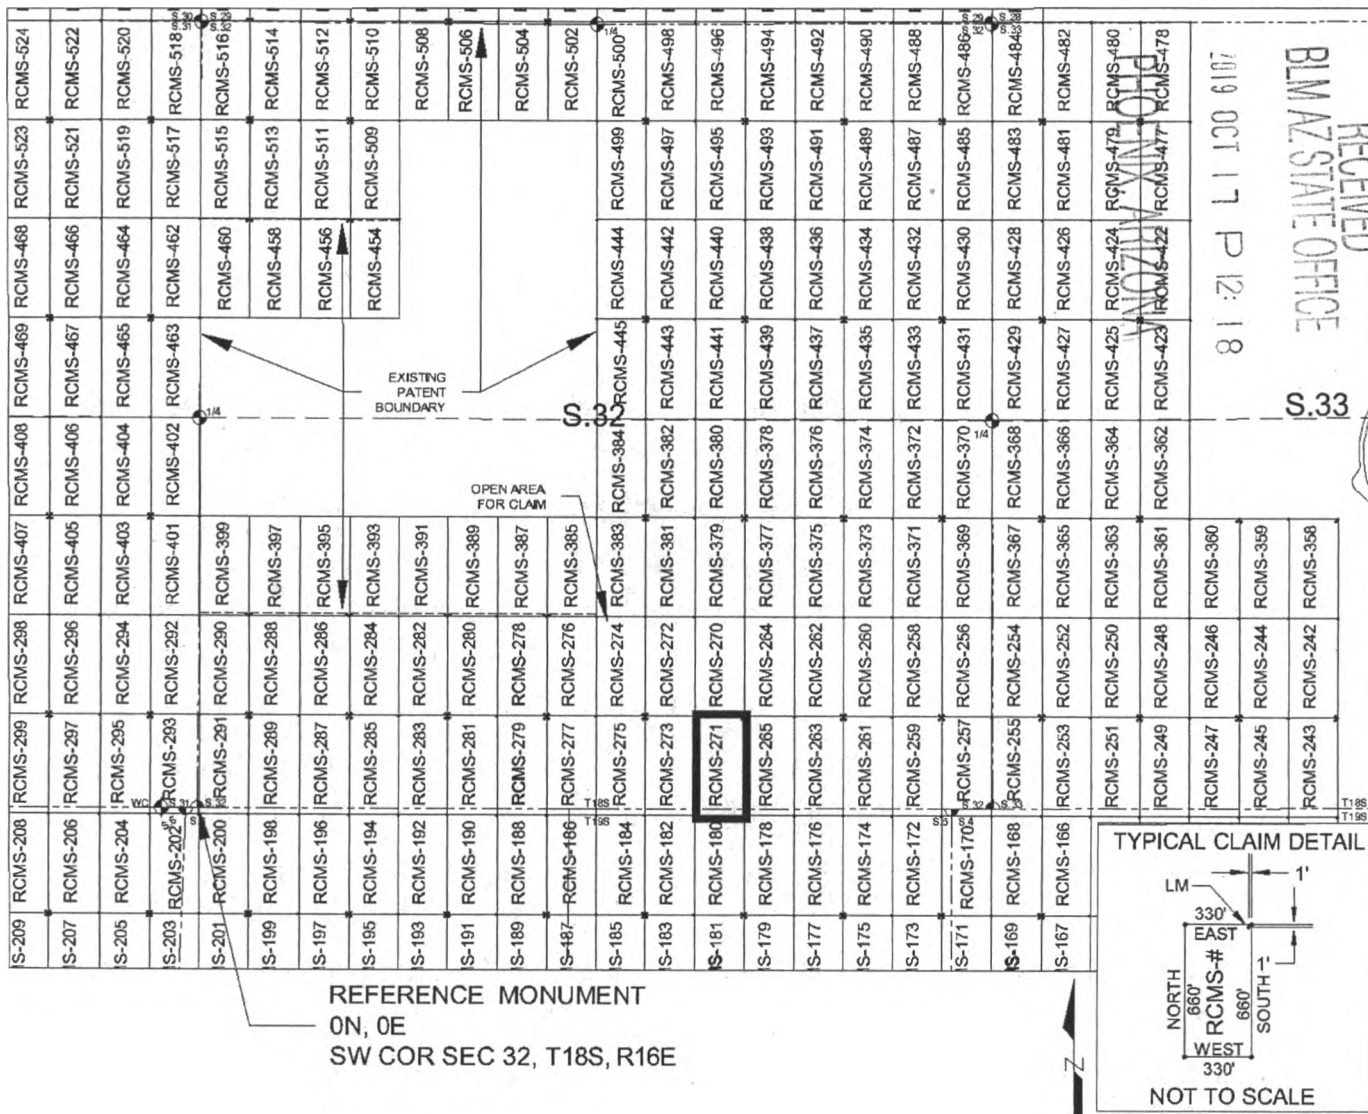 RCMS-524 RCMS-522 RCMS-520 RCMS-518 RCMS-516 RCMS-514 RCMS-512 RCMS-510 RCMS-508 RCMS-506 RCMS-504 RCMS-502 RCMS-500 RCMS-498 RCMS-496 RCMS-494 RCMS-492 RCMS-490 RCMS-488 RCMS-486 RCMS-484 RCMS-482 RCMS-480 RCMS-478
S.30 S.29
S.31 S.32
1/4
S.29 S.28
S.32 S.33
RECEIVED
BLM AZ STATE OFFICE
2019 OCT 17 P 12:18
PHOENIX, ARIZONA
RCMS-523 RCMS-521 RCMS-519 RCMS-517 RCMS-515 RCMS-513 RCMS-511 RCMS-509 RCMS-499 RCMS-497 RCMS-495 RCMS-493 RCMS-491 RCMS-489 RCMS-487 RCMS-485 RCMS-483 RCMS-481 RCMS-479 RCMS-477
RCMS-468 RCMS-466 RCMS-464 RCMS-462 RCMS-460 RCMS-458 RCMS-456 RCMS-454 RCMS-444 RCMS-442 RCMS-440 RCMS-438 RCMS-436 RCMS-434 RCMS-432 RCMS-430 RCMS-428 RCMS-426 RCMS-424 RCMS-422
RCMS-469 RCMS-467 RCMS-465 RCMS-463 RCMS-445 RCMS-443 RCMS-441 RCMS-439 RCMS-437 RCMS-435 RCMS-433 RCMS-431 RCMS-429 RCMS-427 RCMS-425 RCMS-423
EXISTING
PATENT
BOUNDARY
S.32
S.33
1/4
1/4
RCMS-408 RCMS-406 RCMS-404 RCMS-402 RCMS-384 RCMS-382 RCMS-380 RCMS-378 RCMS-376 RCMS-374 RCMS-372 RCMS-370 RCMS-368 RCMS-366 RCMS-364 RCMS-362
OPEN AREA
FOR CLAIM
RCMS-407 RCMS-405 RCMS-403 RCMS-401 RCMS-399 RCMS-397 RCMS-395 RCMS-393 RCMS-391 RCMS-389 RCMS-387 RCMS-385 RCMS-383 RCMS-381 RCMS-379 RCMS-377 RCMS-375 RCMS-373 RCMS-371 RCMS-369 RCMS-367 RCMS-365 RCMS-363 RCMS-361 RCMS-360 RCMS-359 RCMS-358
RCMS-298 RCMS-296 RCMS-294 RCMS-292 RCMS-290 RCMS-288 RCMS-286 RCMS-284 RCMS-282 RCMS-280 RCMS-278 RCMS-276 RCMS-274 RCMS-272 RCMS-270 RCMS-264 RCMS-262 RCMS-260 RCMS-258 RCMS-256 RCMS-254 RCMS-252 RCMS-250 RCMS-248 RCMS-246 RCMS-244 RCMS-242
RCMS-299 RCMS-297 RCMS-295 RCMS-293 RCMS-291 RCMS-289 RCMS-287 RCMS-285 RCMS-283 RCMS-281 RCMS-279 RCMS-277 RCMS-275 RCMS-273 RCMS-271 RCMS-265 RCMS-263 RCMS-261 RCMS-259 RCMS-257 RCMS-255 RCMS-253 RCMS-251 RCMS-249 RCMS-247 RCMS-245 RCMS-243
WC S.31 S.32
S.32 S.33
S.5 S.4
T18S T18S
T19S T19S
RCMS-208 RCMS-206 RCMS-204 RCMS-202 RCMS-200 RCMS-196 RCMS-194 RCMS-192 RCMS-190 RCMS-188 RCMS-186 RCMS-184 RCMS-182 RCMS-180 RCMS-178 RCMS-176 RCMS-174 RCMS-172 RCMS-170 RCMS-168 RCMS-166
S-209 S-207 S-205 S-203 S-201 S-199 S-197 S-195 S-193 S-191 S-189 S-187 S-185 S-183 S-181 S-179 S-177 S-175 S-173 S-171 S-169 S-167
REFERENCE MONUMENT
0N, 0E
SW COR SEC 32, T18S, R16E
N
TYPICAL CLAIM DETAIL
LM 1'
330'
EAST
1'
NORTH
660'
RCMS-#
660'
SOUTH
WEST
330'
NOT TO SCALE